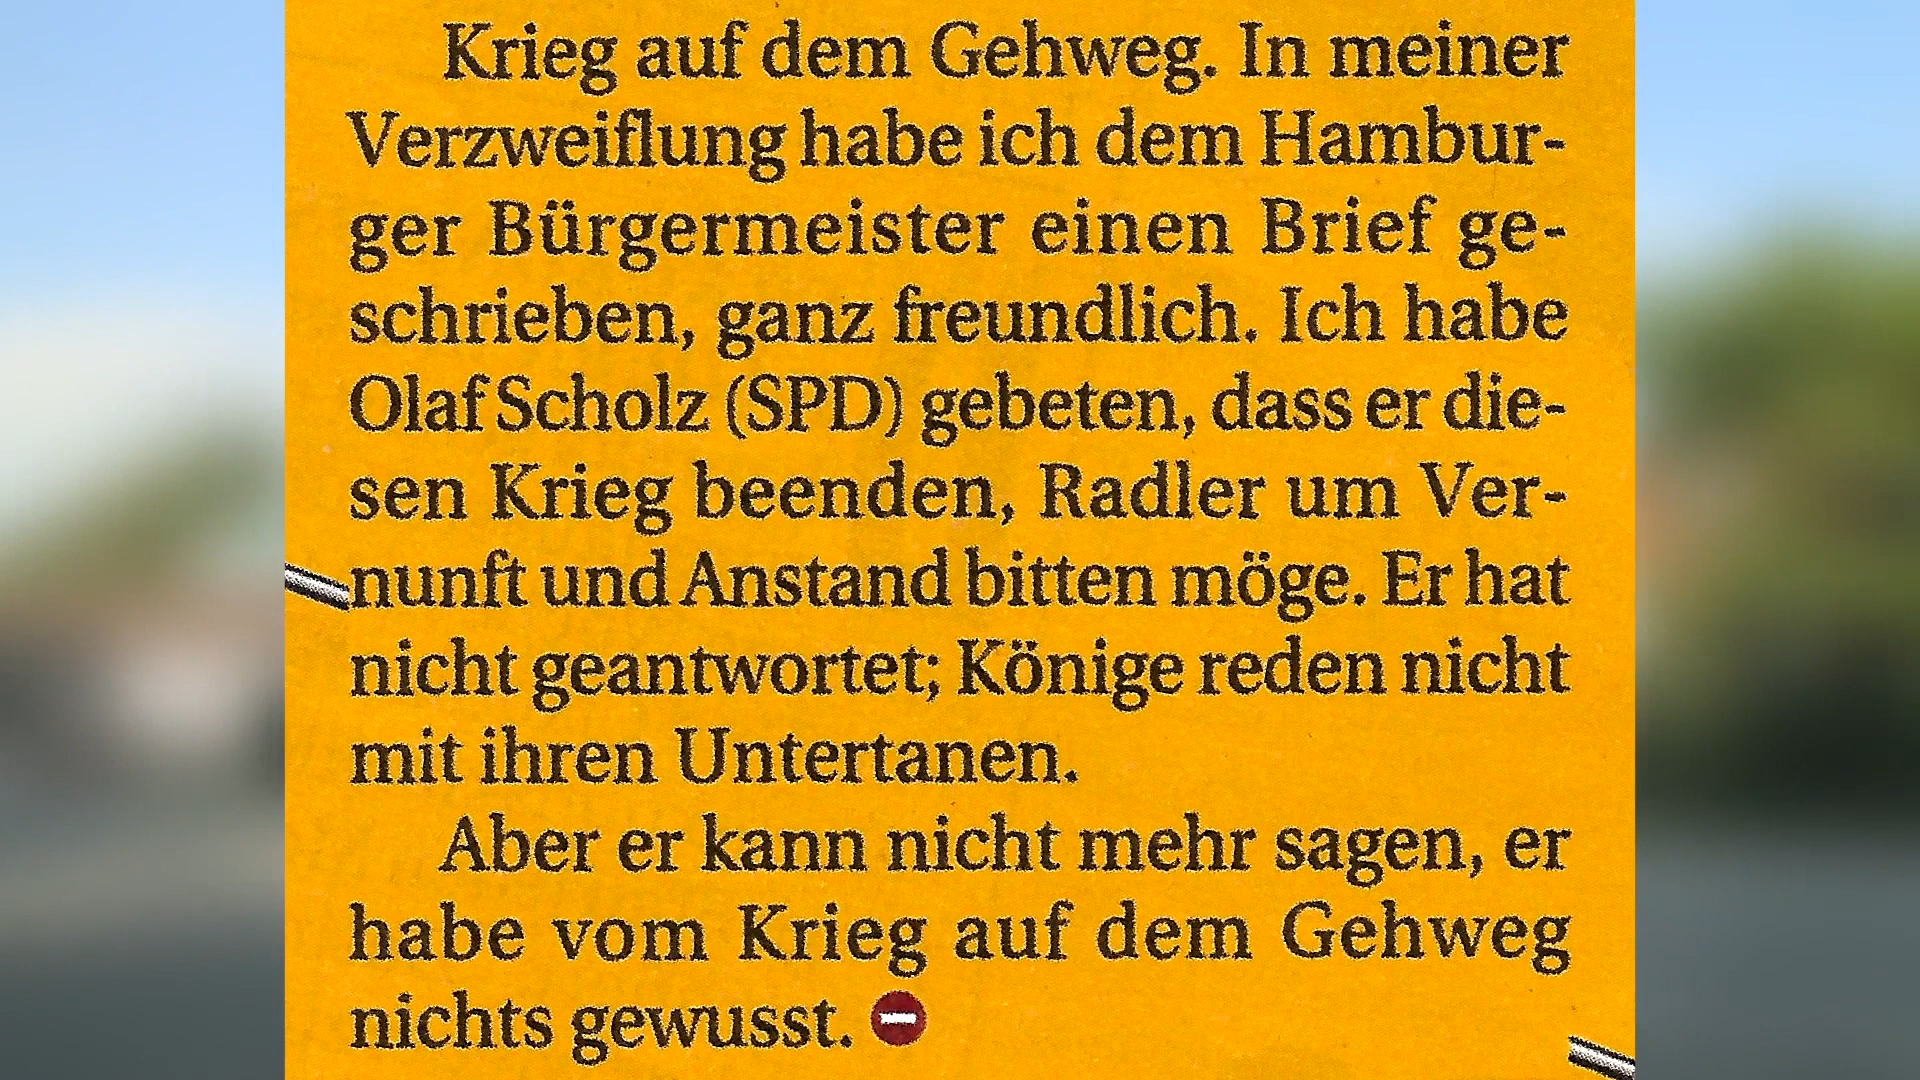 Krieg auf dem Gehweg. In meiner
Verzweiflung habe ich dem Hambur-
ger Bürgermeister einen Brief ge-
schrieben, ganz freundlich. Ich habe
Olaf Scholz (SPD) gebeten, dass er die-
sen Krieg beenden, Radler um Ver-
nunft und Anstand bitten möge. Er hat
nicht geantwortet; Könige reden nicht
mit ihren Untertanen.
Aber er kann nicht mehr sagen, er
habe vom Krieg auf dem Gehweg
nichts gewusst.